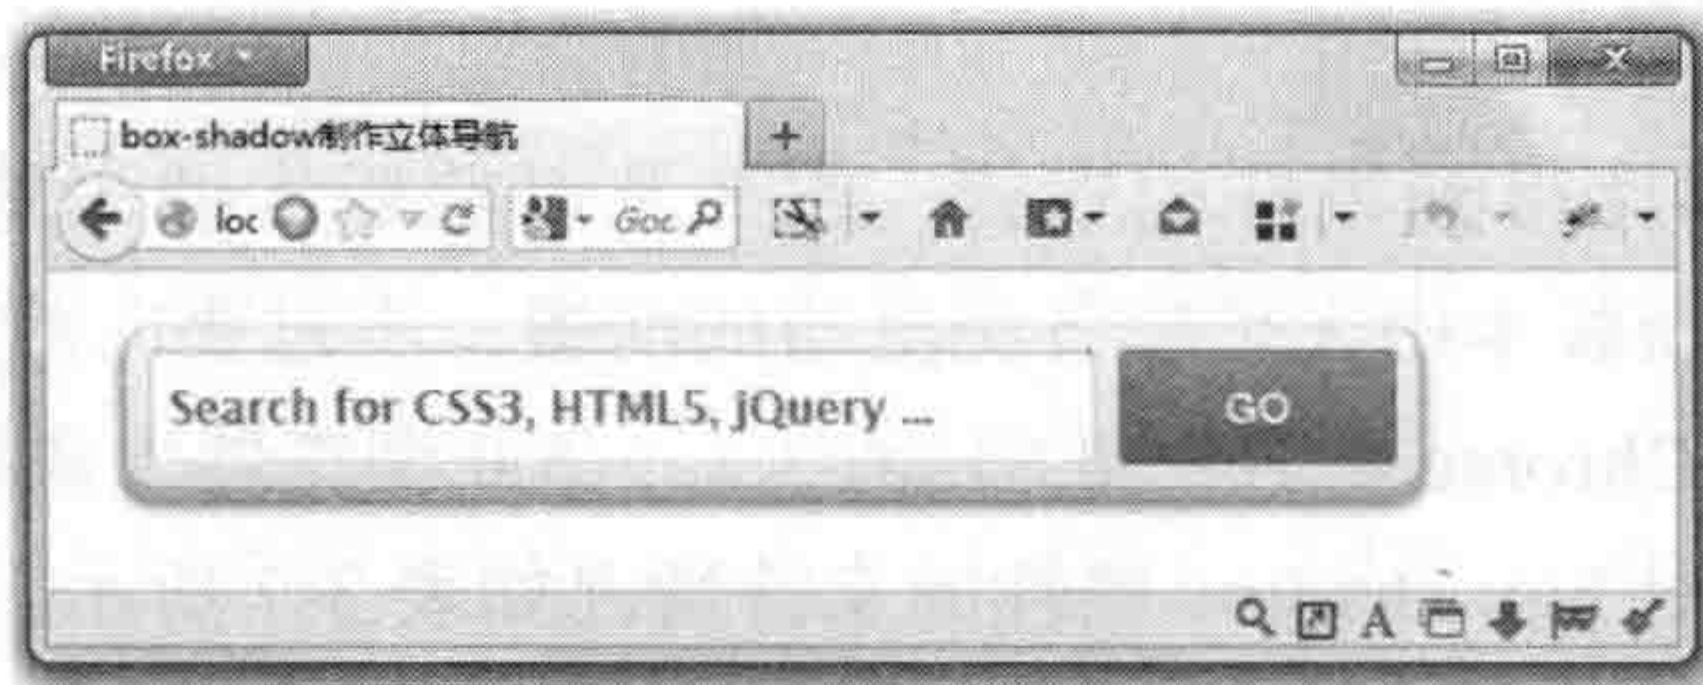 Firefox
box-shadow制作立体导航
loc
Goc
Search for CSS3, HTML5, jQuery ...
GO
A